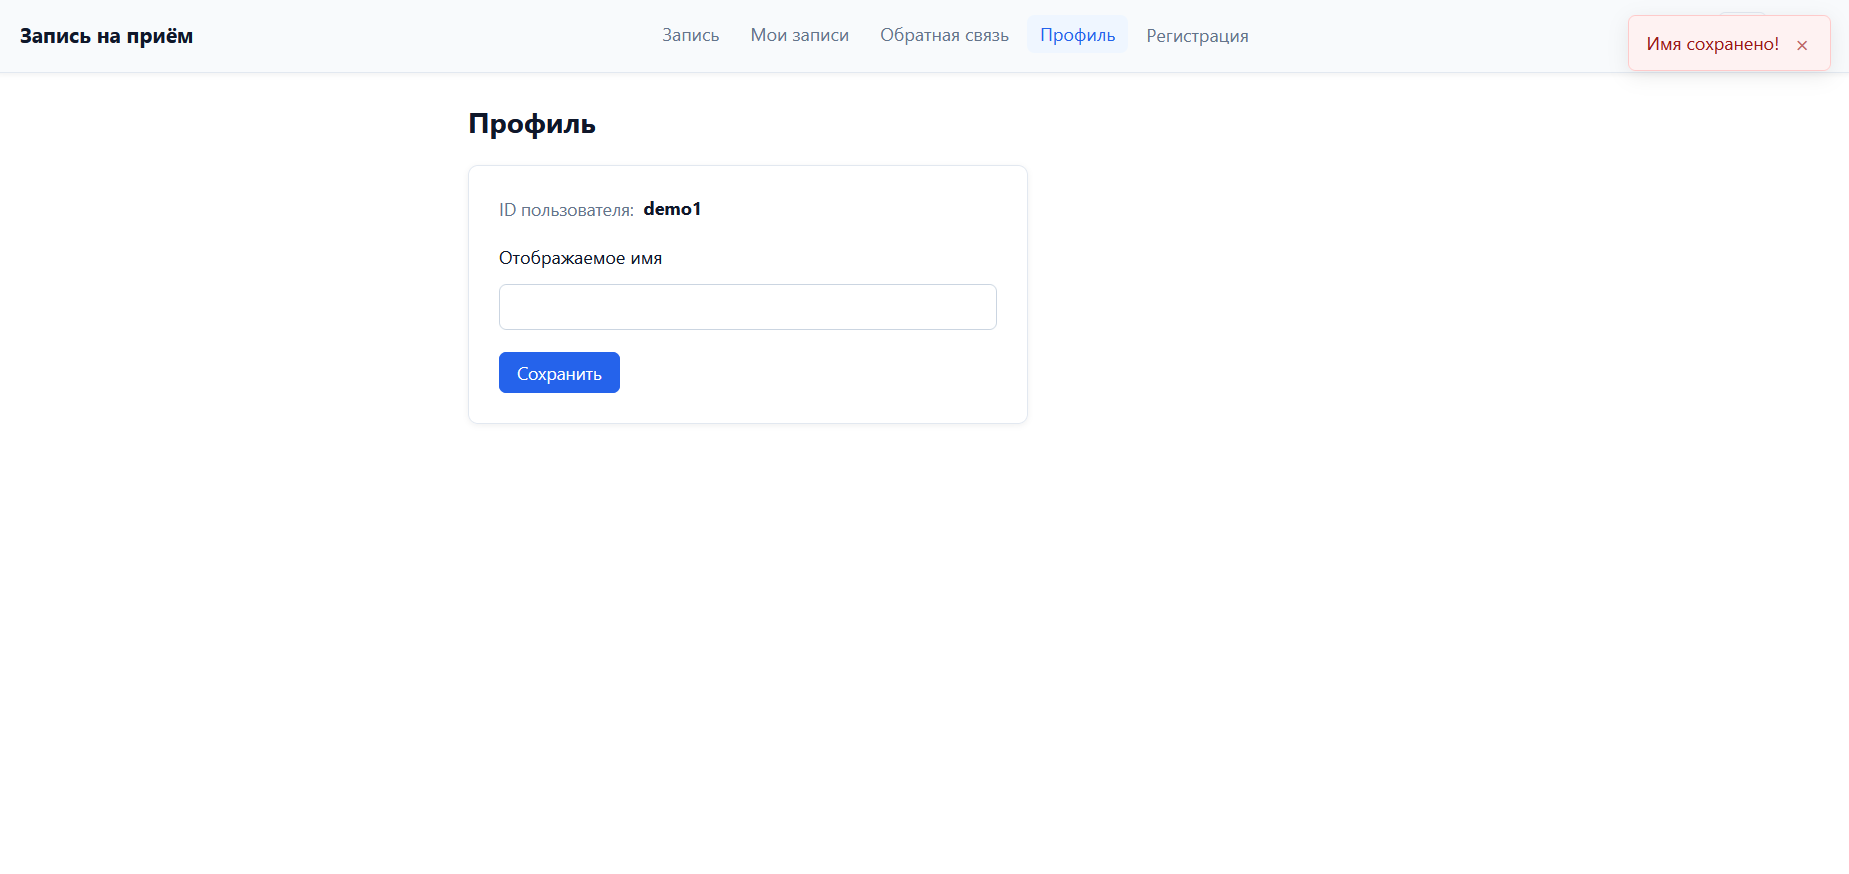 Запись на приём
Запись Мои записи Обратная связь Профиль Регистрация
Имя сохранено! ×
Профиль
ID пользователя: demo1
Отображаемое имя
Сохранить